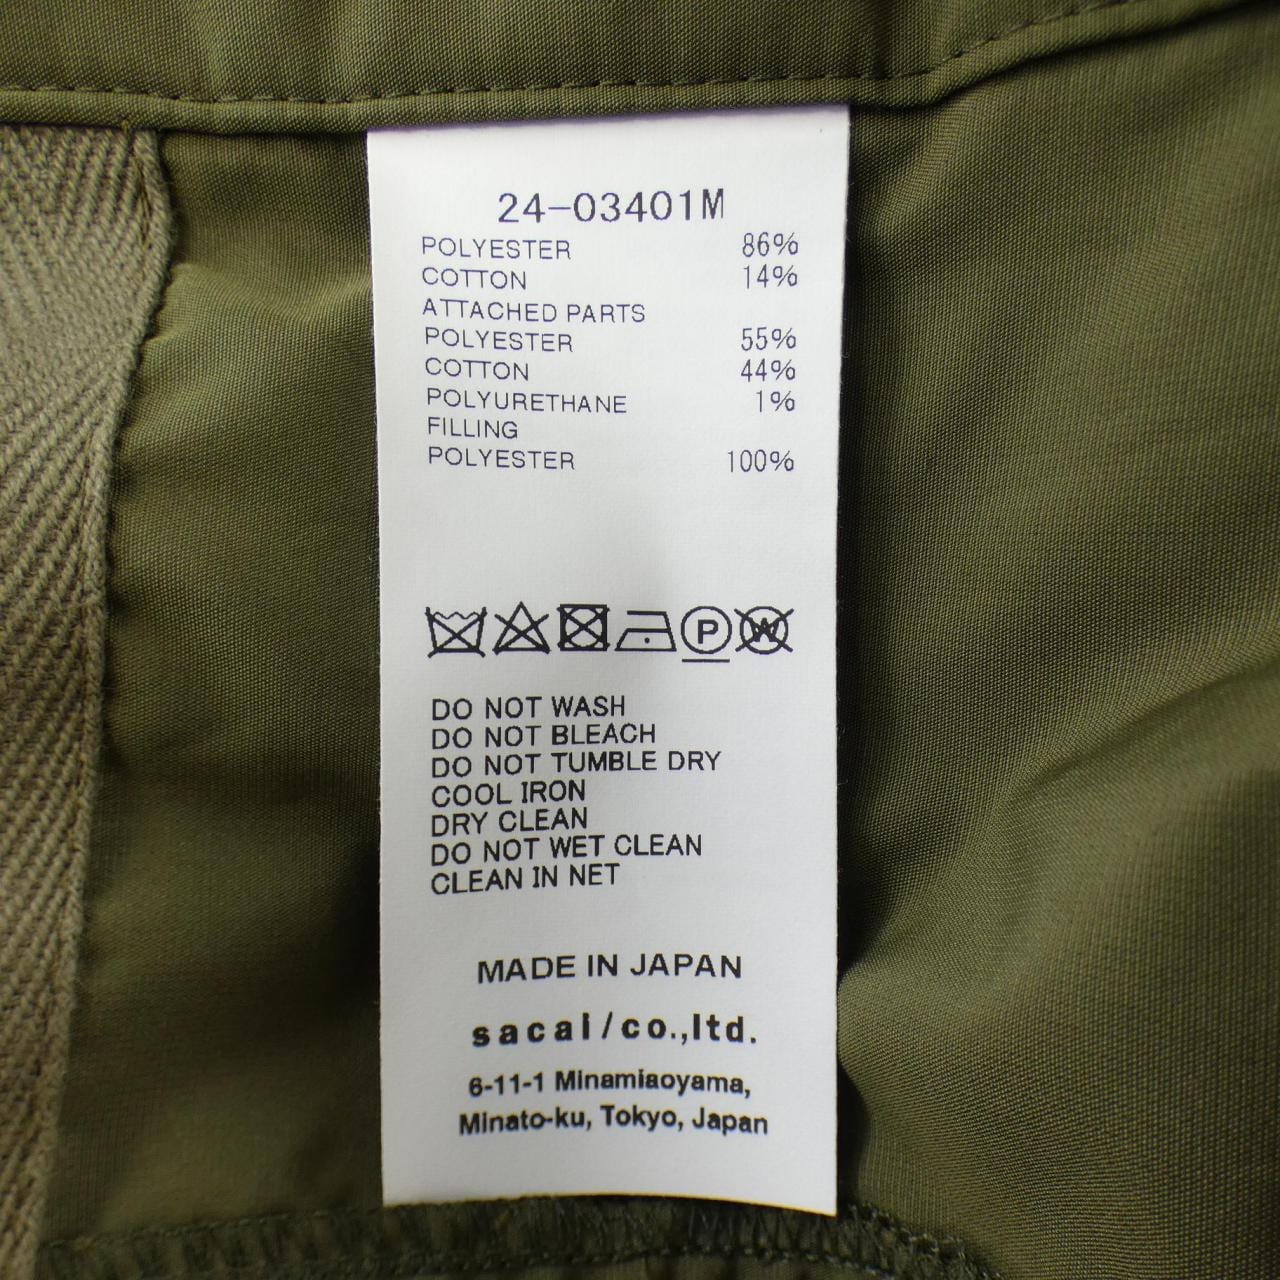 24-03401M
POLYESTER 86%
COTTON 14%
ATTACHED PARTS
POLYESTER 55%
COTTON 44%
POLYURETHANE 1%
FILLING
POLYESTER 100%
P W
DO NOT WASH
DO NOT BLEACH
DO NOT TUMBLE DRY
COOL IRON
DRY CLEAN
DO NOT WET CLEAN
CLEAN IN NET
MADE IN JAPAN
sacai/co.,ltd.
6-11-1 Minamiaoyama,
Minato-ku, Tokyo, Japan